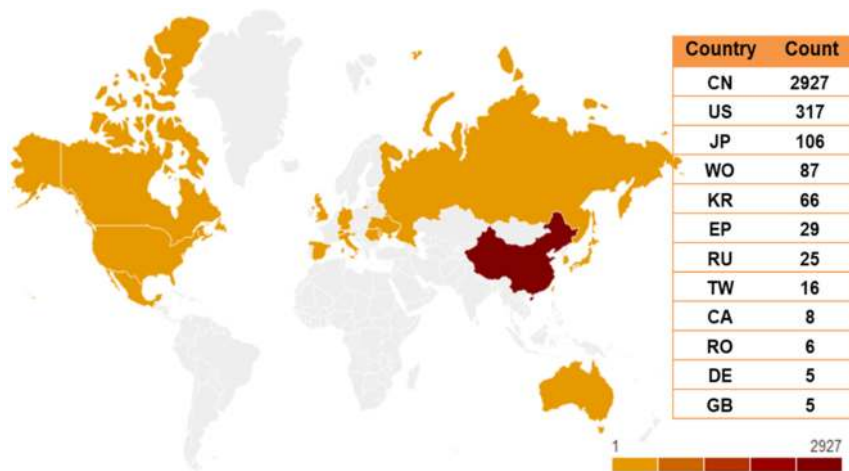 Country Count
CN 2927
US 317
JP 106
WO 87
KR 66
EP 29
RU 25
TW 16
CA 8
RO 6
DE 5
GB 5
1 2927